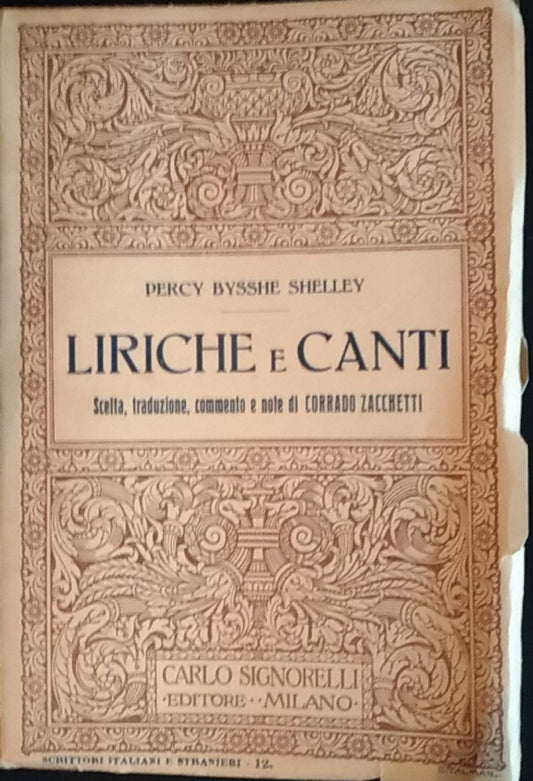 PERCY BYSSHE SHELLEY
LIRICHE E CANTI
Scelta, traduzione, commento e note di CORRADO ZACCHETTI
CARLO SIGNORELLI
·EDITORE··MILANO·
SCRITTORI ITALIANI E STRANIERI - 12.